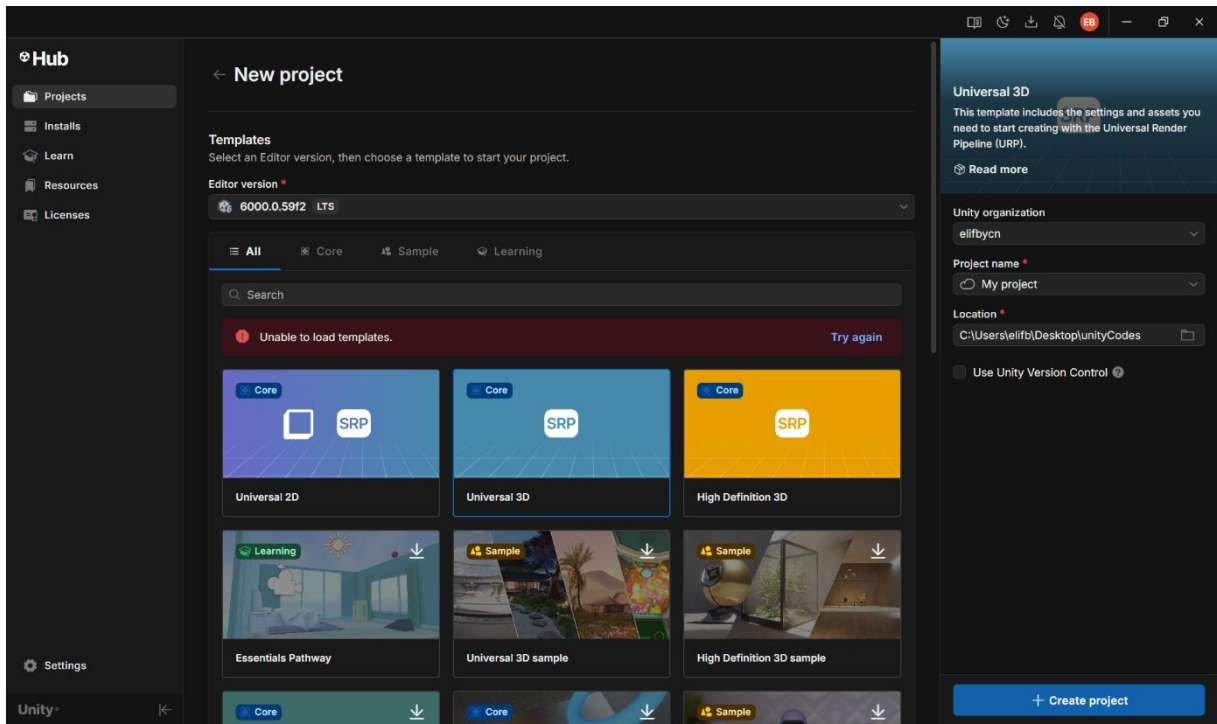 EB
Hub
Projects
Installs
Learn
Resources
Licenses
Settings
Unity
New project
Templates
Select an Editor version, then choose a template to start your project.
Editor version *
6000.0.59f2 LTS
All Core Sample Learning
Search
Unable to load templates. Try again
Core
SRP
Universal 2D
Core
SRP
Universal 3D
Core
SRP
High Definition 3D
Learning
Essentials Pathway
Sample
Universal 3D sample
Sample
High Definition 3D sample
Core
Core
Sample
Universal 3D
SRP
This template includes the settings and assets you
need to start creating with the Universal Render
Pipeline (URP).
Read more
Unity organization
elifbycn
Project name *
My project
Location *
C:\Users\elifb\Desktop\unityCodes
Use Unity Version Control
+ Create project